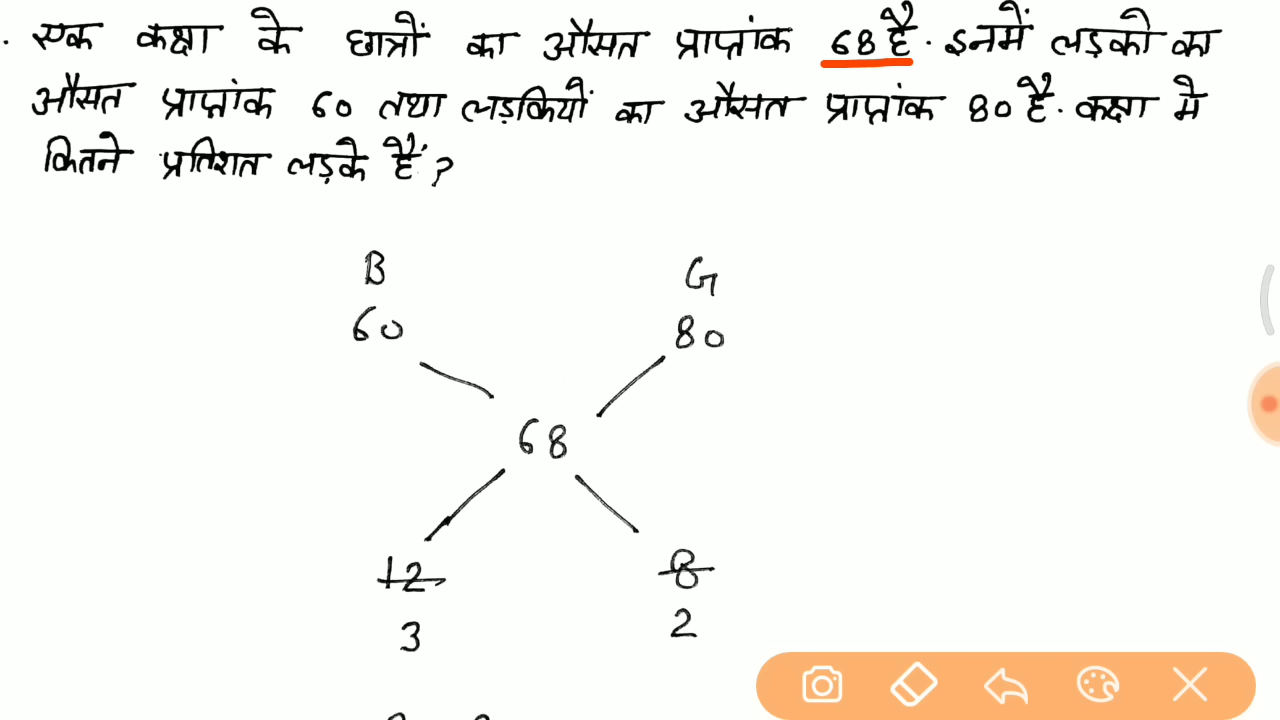 . एक कक्षा के छात्रों का औसत प्राप्तांक 68 है. इनमें लड़को का
औसत प्राप्तांक 60 तथा लड़कियों का औसत प्राप्तांक 80 है. कक्षा मे
कितने प्रतिशत लड़के हैं ?
B G
60 80
68
12 8
3 2